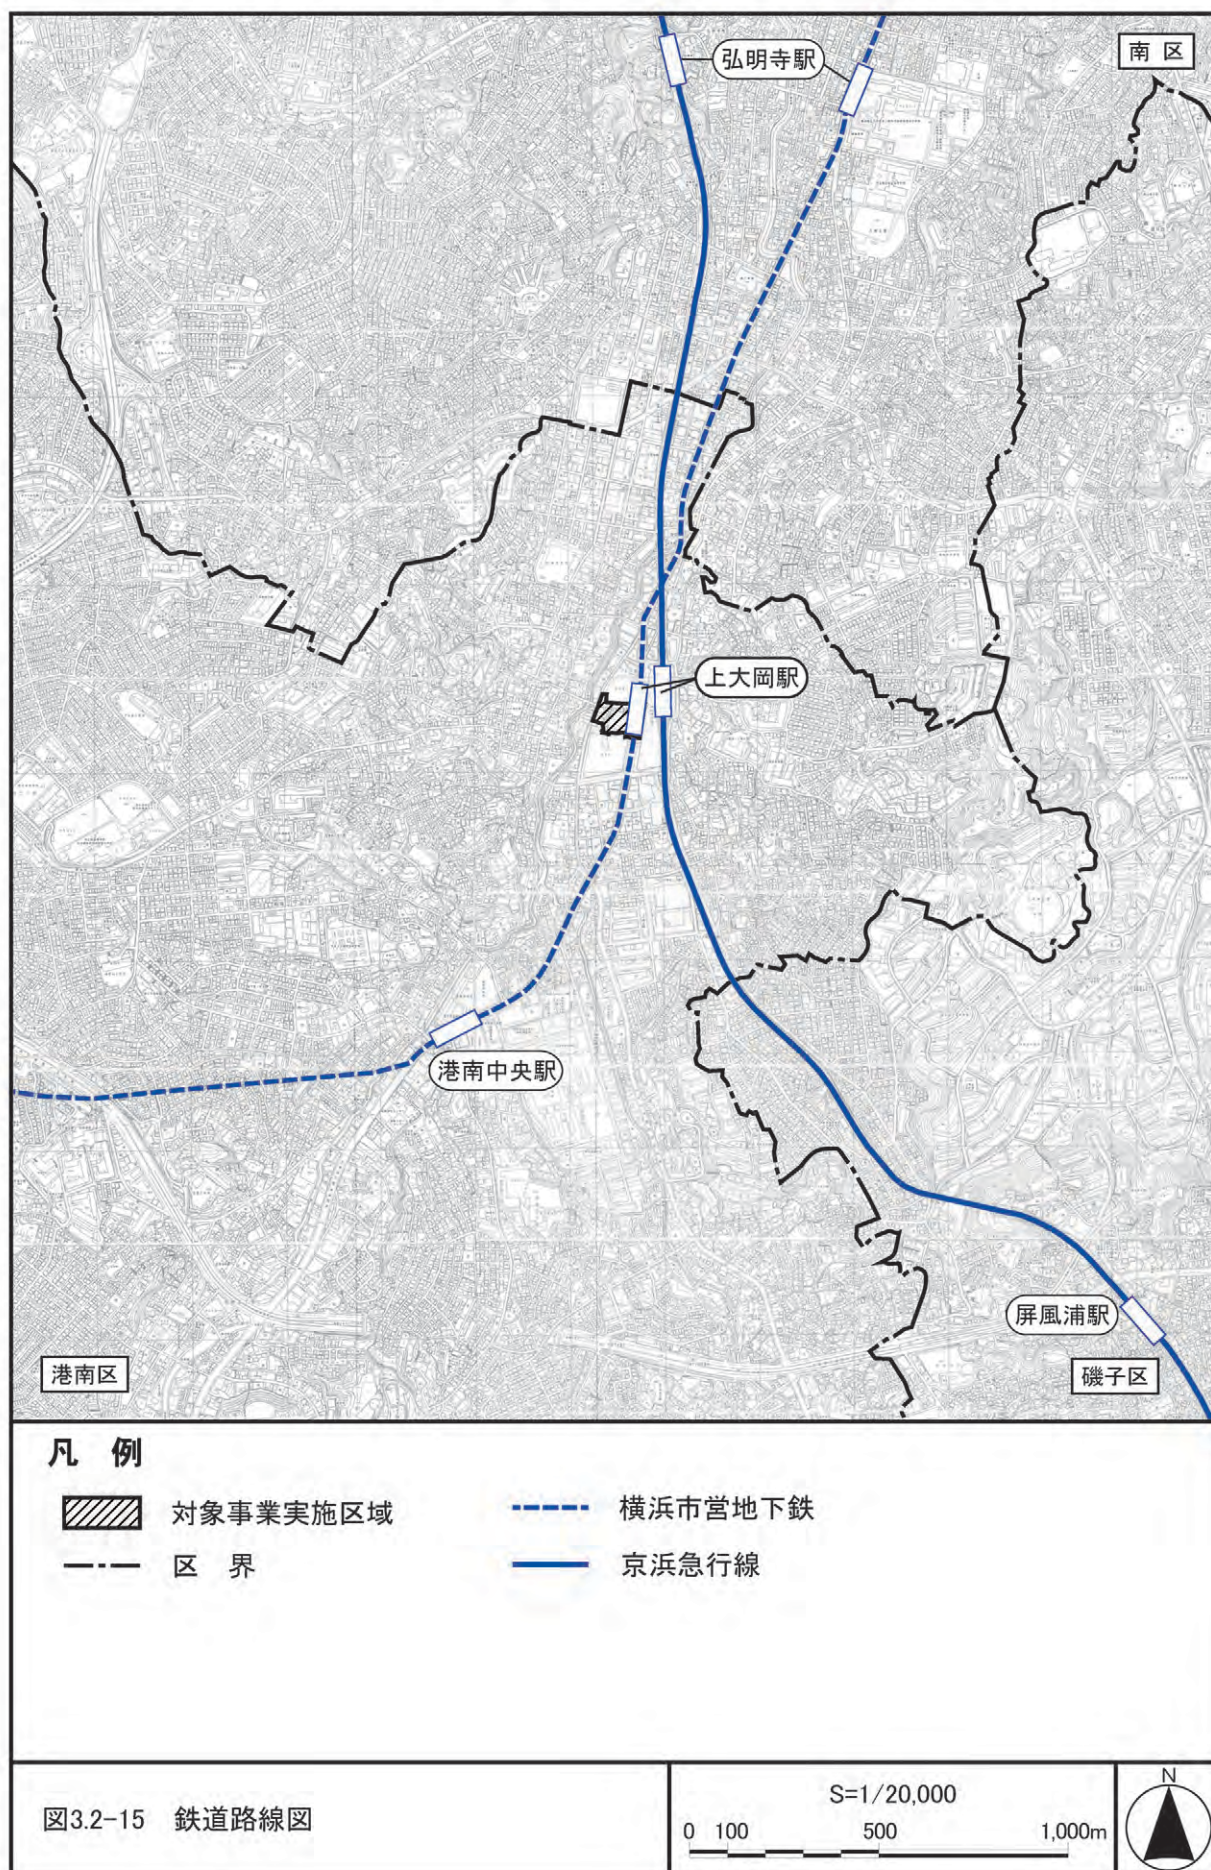 弘明寺駅
南 区
上大岡駅
港南中央駅
屏風浦駅
港南区
磯子区
凡 例
対象事業実施区域
横浜市営地下鉄
区 界
京浜急行線
図3.2-15 鉄道路線図
S=1/20,000
0 100 500 1,000m
N